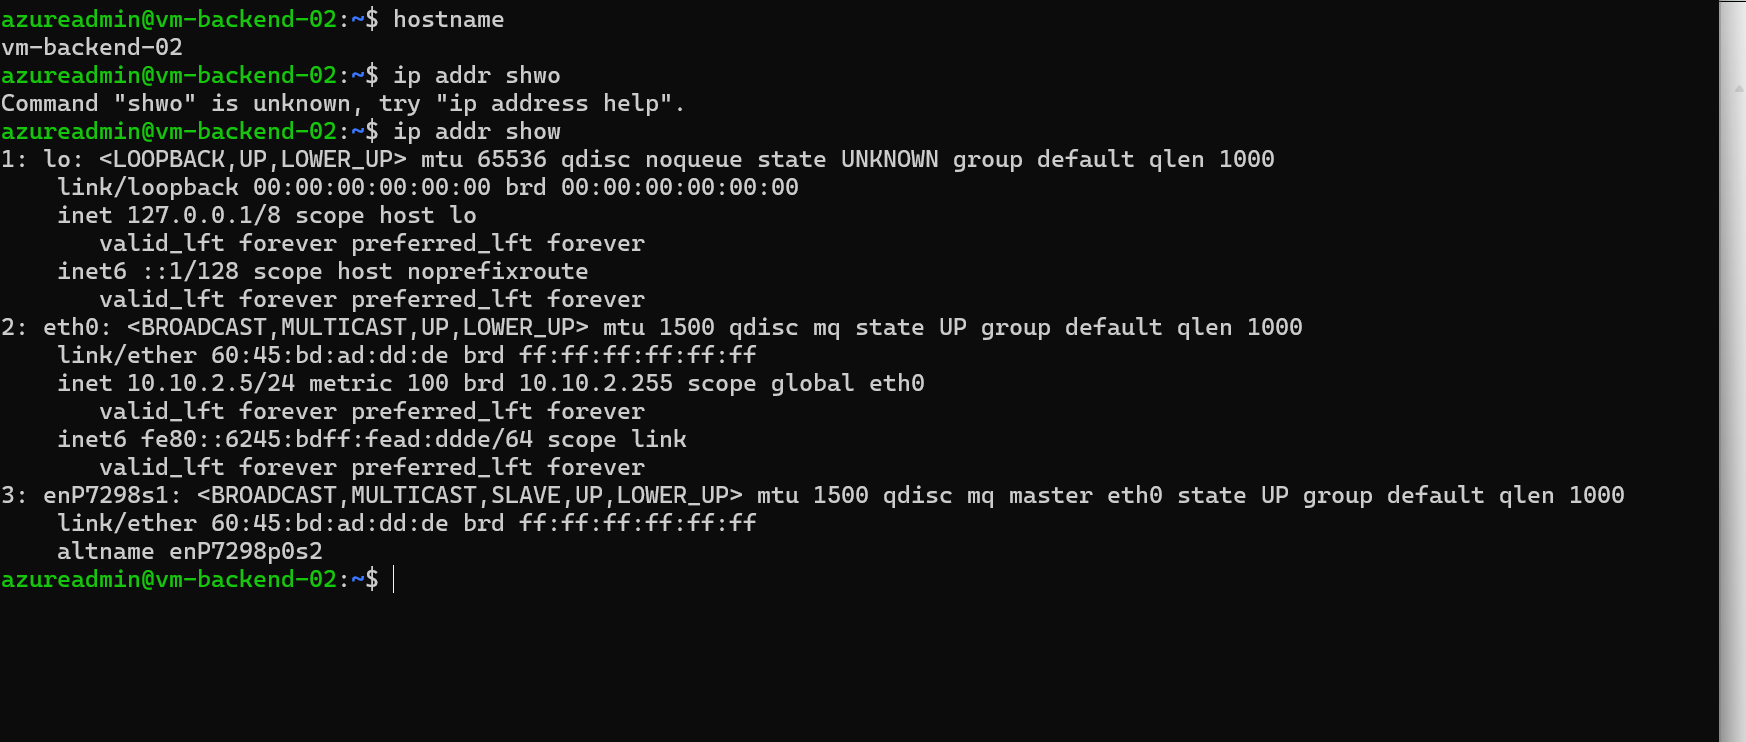 azureadmin@vm-backend-02:~$ hostname
vm-backend-02
azureadmin@vm-backend-02:~$ ip addr shwo
Command "shwo" is unknown, try "ip address help".
azureadmin@vm-backend-02:~$ ip addr show
1: lo: <LOOPBACK,UP,LOWER_UP> mtu 65536 qdisc noqueue state UNKNOWN group default qlen 1000
    link/loopback 00:00:00:00:00:00 brd 00:00:00:00:00:00
    inet 127.0.0.1/8 scope host lo
       valid_lft forever preferred_lft forever
    inet6 ::1/128 scope host noprefixroute
       valid_lft forever preferred_lft forever
2: eth0: <BROADCAST,MULTICAST,UP,LOWER_UP> mtu 1500 qdisc mq state UP group default qlen 1000
    link/ether 60:45:bd:ad:dd:de brd ff:ff:ff:ff:ff:ff
    inet 10.10.2.5/24 metric 100 brd 10.10.2.255 scope global eth0
       valid_lft forever preferred_lft forever
    inet6 fe80::6245:bdff:fead:ddde/64 scope link
       valid_lft forever preferred_lft forever
3: enP7298s1: <BROADCAST,MULTICAST,SLAVE,UP,LOWER_UP> mtu 1500 qdisc mq master eth0 state UP group default qlen 1000
    link/ether 60:45:bd:ad:dd:de brd ff:ff:ff:ff:ff:ff
    altname enP7298p0s2
azureadmin@vm-backend-02:~$